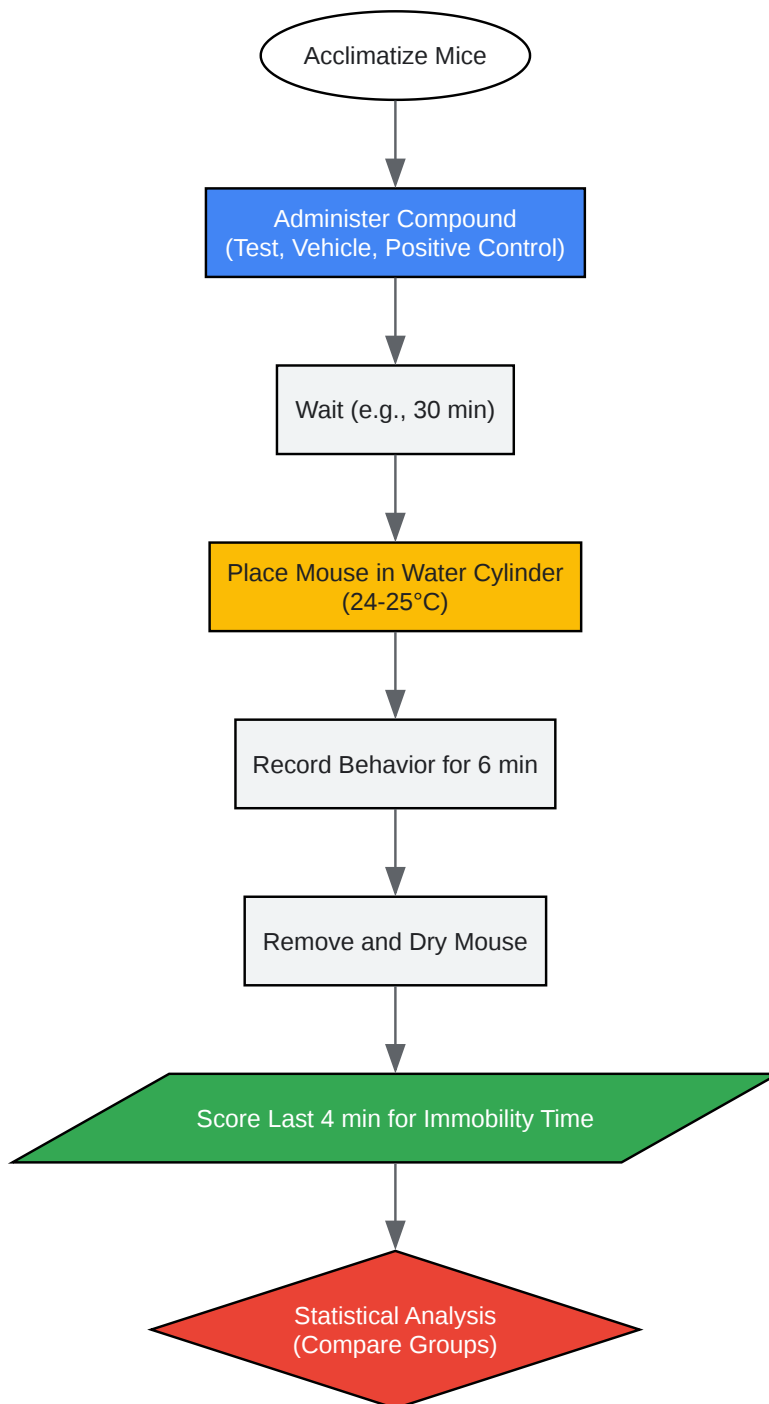 Acclimatize Mice
Administer Compound
(Test, Vehicle, Positive Control)
Wait (e.g., 30 min)
Place Mouse in Water Cylinder
(24-25°C)
Record Behavior for 6 min
Remove and Dry Mouse
Score Last 4 min for Immobility Time
Statistical Analysis
(Compare Groups)